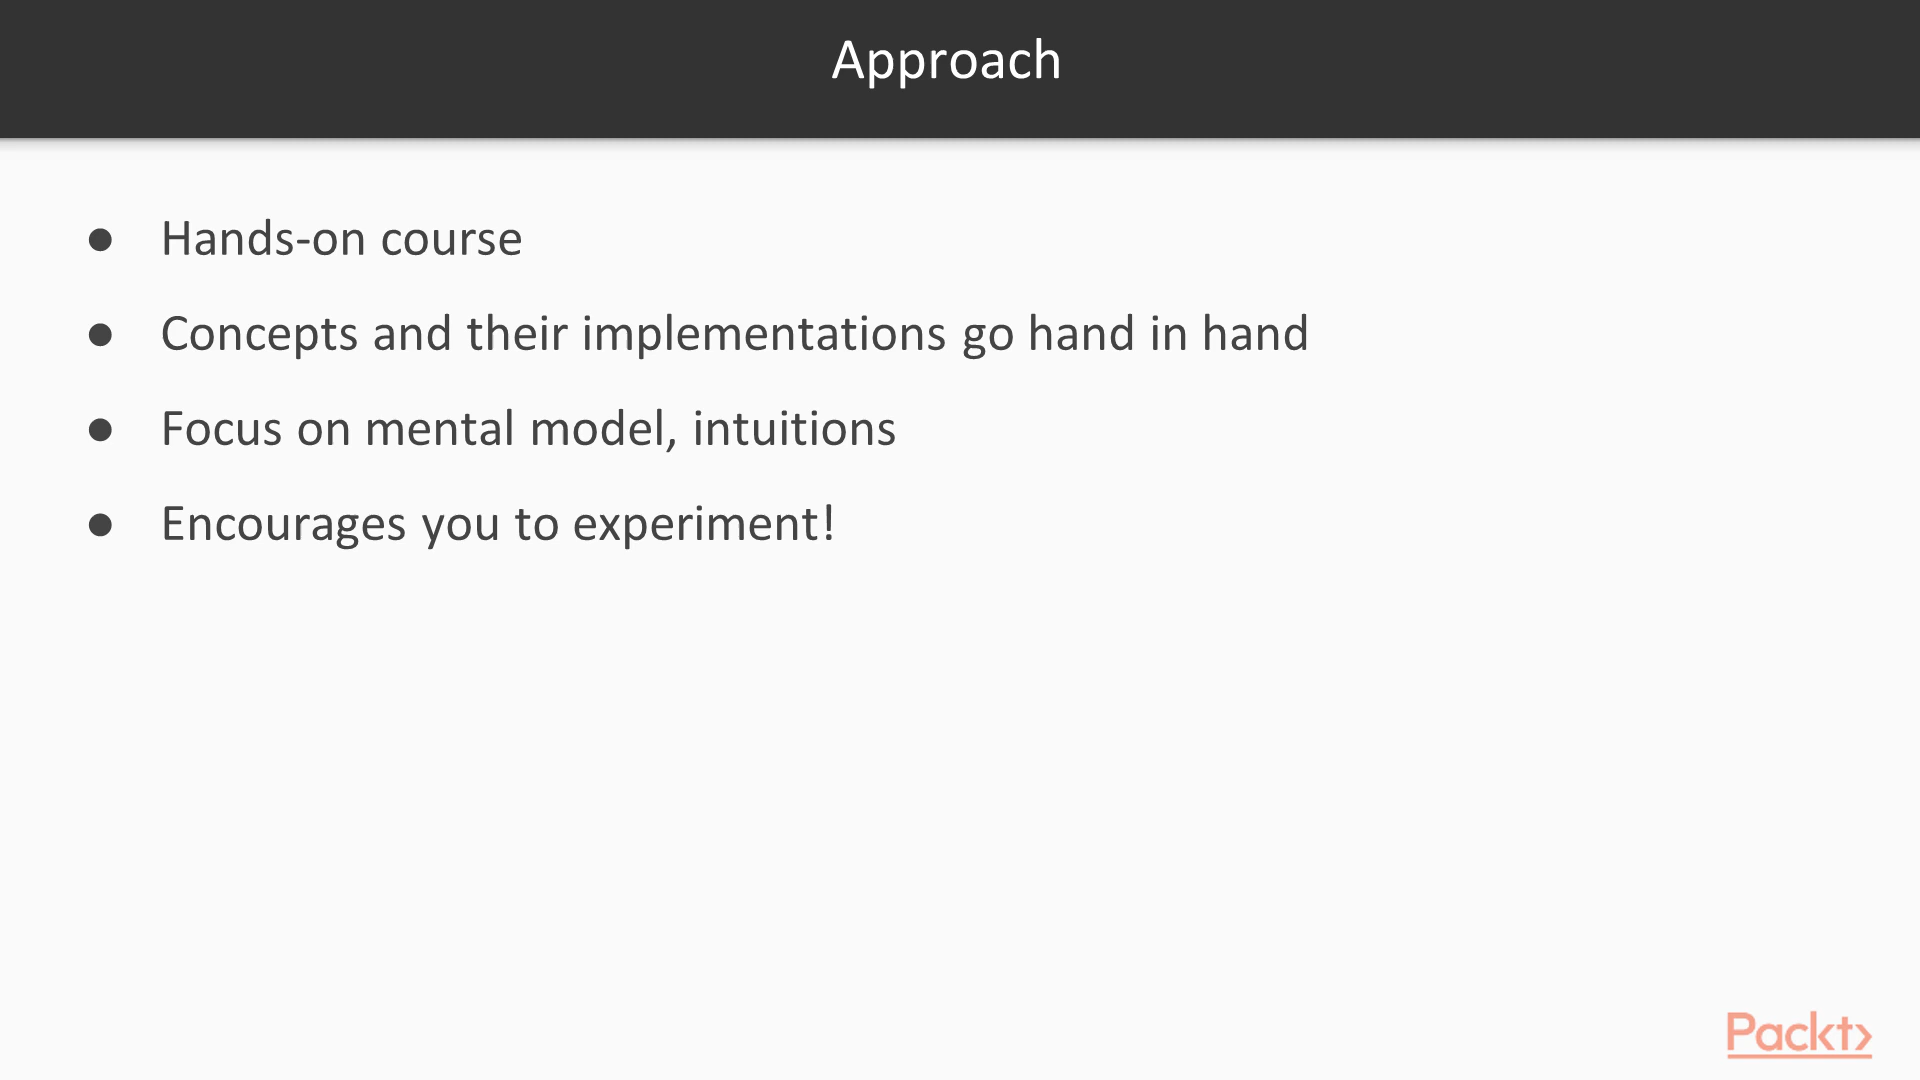 Approach
● Hands-on course
● Concepts and their implementations go hand in hand
● Focus on mental model, intuitions
● Encourages you to experiment!
Packt>